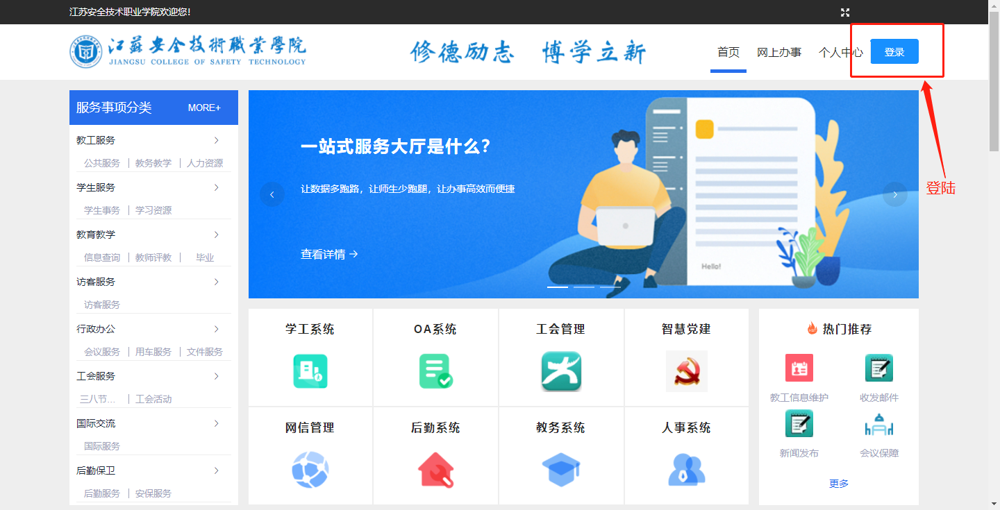 江苏安全技术职业学院欢迎您！
江蘇安全技術職業學院
JIANGSU COLLEGE OF SAFETY TECHNOLOGY
修德励志 博学立新
首页 网上办事 个人中心 登录
登陆
服务事项分类 MORE+
教工服务
公共服务 教务教学 人力资源
学生服务
学生事务 学习资源
教育教学
信息查询 教师评教 毕业
访客服务
访客服务
行政办公
会议服务 用车服务 文件服务
工会服务
三八节... 工会活动
国际交流
国际服务
后勤保卫
后勤服务 安保服务
一站式服务大厅是什么？
让数据多跑路，让师生少跑腿，让办事高效而便捷
查看详情
Hello!
学工系统 OA系统 工会管理 智慧党建
网信管理 后勤系统 教务系统 人事系统
HOT 热门推荐
教工信息维护 收发邮件
新闻发布 会议保障
更多